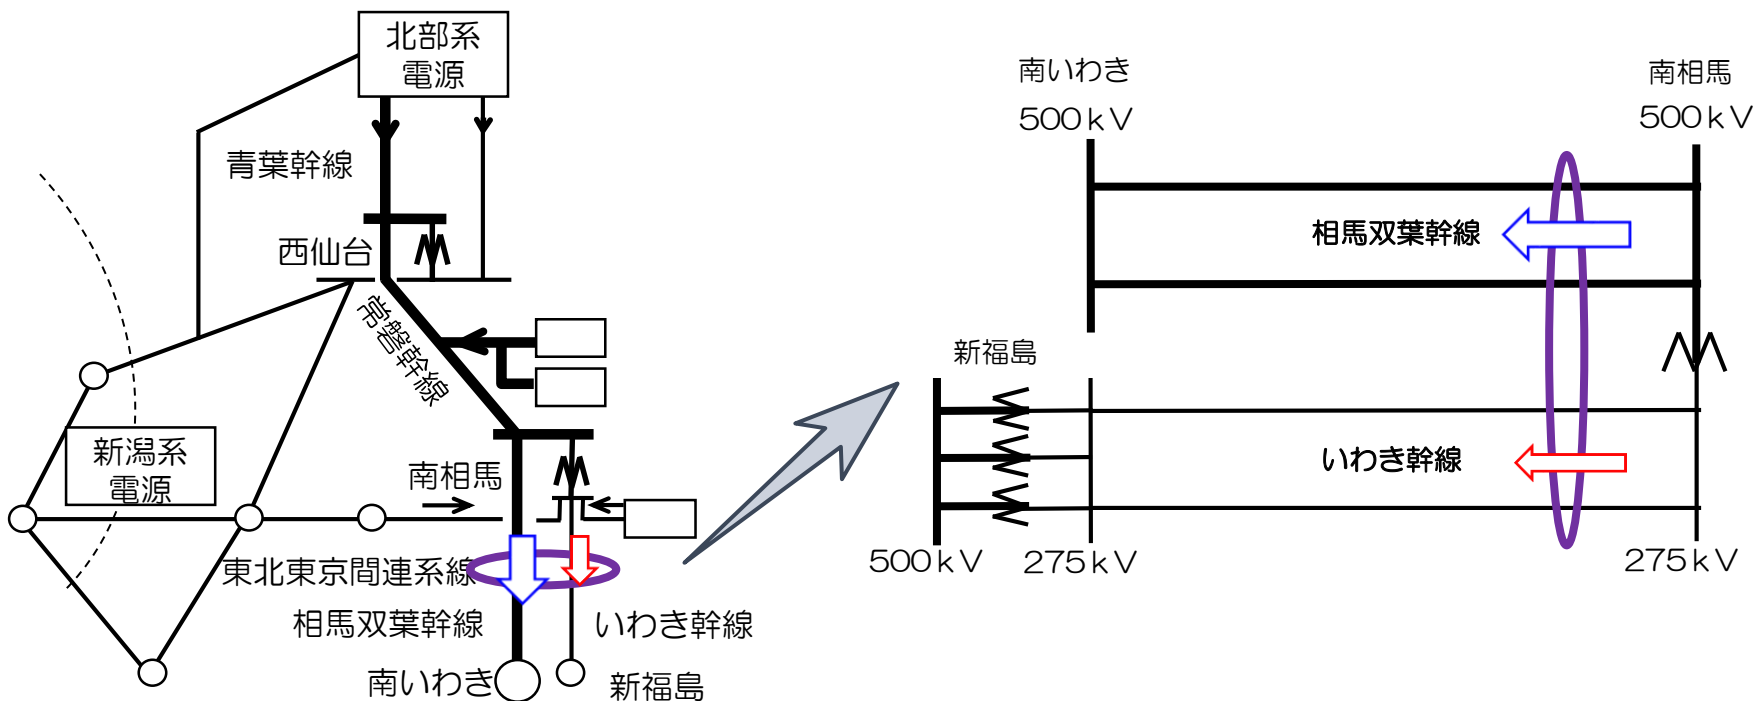 北部系
電源
青葉幹線
西仙台
常磐幹線
新潟系
電源
南相馬
東北東京間連系線
相馬双葉幹線
いわき幹線
南いわき
新福島
南いわき
500kV
南相馬
500kV
相馬双葉幹線
新福島
いわき幹線
500kV
275kV
275kV